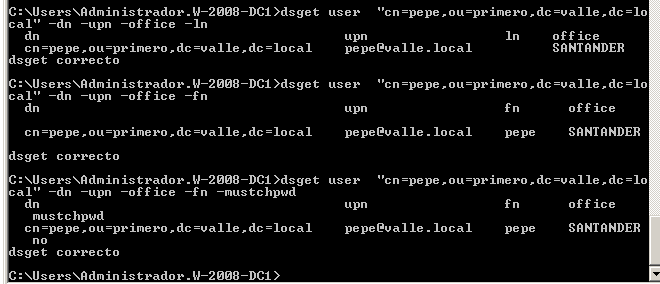 C:\Users\Administrador.W-2008-DC1>dsget user  "cn=pepe,ou=primero,dc=valle,dc=lo
cal" -dn -upn -office -ln
  dn                                      upn                 ln    office
  cn=pepe,ou=primero,dc=valle,dc=local    pepe@valle.local          SANTANDER
dsget correcto
C:\Users\Administrador.W-2008-DC1>dsget user  "cn=pepe,ou=primero,dc=valle,dc=lo
cal" -dn -upn -office -fn
  dn                                      upn                 fn      office
  cn=pepe,ou=primero,dc=valle,dc=local    pepe@valle.local    pepe    SANTANDER
dsget correcto
C:\Users\Administrador.W-2008-DC1>dsget user  "cn=pepe,ou=primero,dc=valle,dc=lo
cal" -dn -upn -office -fn -mustchpwd
  dn                                      upn                 fn      office
   mustchpwd
  cn=pepe,ou=primero,dc=valle,dc=local    pepe@valle.local    pepe    SANTANDER
   no
dsget correcto
C:\Users\Administrador.W-2008-DC1>